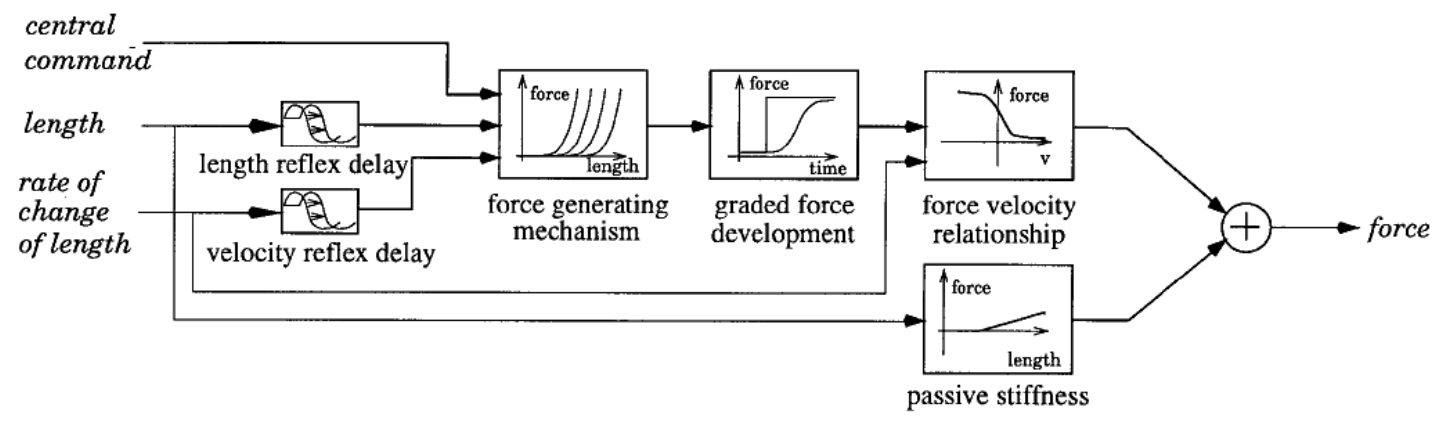 central
command
length
length reflex delay
rate of
change
of length
velocity reflex delay
force
length
force generating
mechanism
force
time
graded force
development
force
v
force velocity
relationship
force
length
passive stiffness
+
force